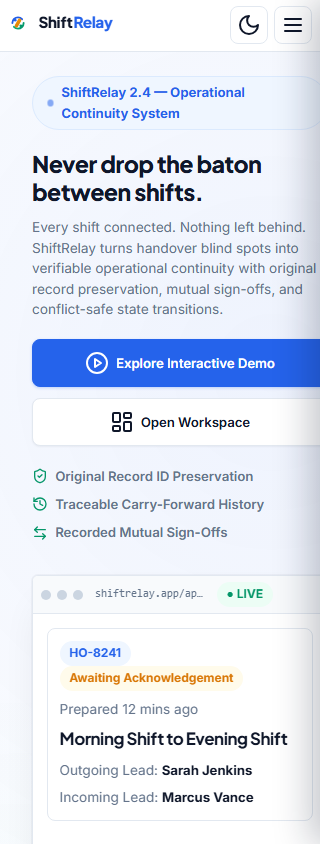 ShiftRelay
ShiftRelay 2.4 — Operational
Continuity System
Never drop the baton
between shifts.
Every shift connected. Nothing left behind.
ShiftRelay turns handover blind spots into
verifiable operational continuity with original
record preservation, mutual sign-offs, and
conflict-safe state transitions.
Explore Interactive Demo
Open Workspace
Original Record ID Preservation
Traceable Carry-Forward History
Recorded Mutual Sign-Offs
shiftrelay.app/ap…
LIVE
HO-8241
Awaiting Acknowledgement
Prepared 12 mins ago
Morning Shift to Evening Shift
Outgoing Lead: Sarah Jenkins
Incoming Lead: Marcus Vance